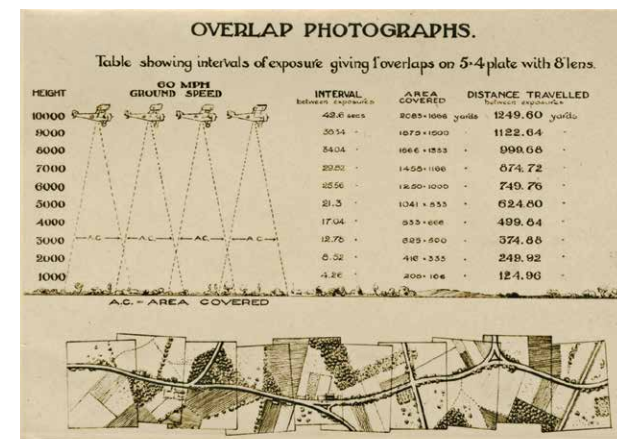 OVERLAP PHOTOGRAPHS.
Table showing intervals of exposure giving 1" overlaps on 5×4 plate with 8" lens.
HEIGHT 60 MPH GROUND SPEED INTERVAL between exposures AREA COVERED DISTANCE TRAVELLED between exposures
10000 42.6 secs 2083×1666 yards 1249.60 yards
9000 38.34 " 1875×1500 " 1122.64 "
8000 34.04 " 1666×1333 " 999.68 "
7000 29.82 " 1458×1166 " 874.72 "
6000 25.56 " 1250×1000 " 749.76 "
5000 21.3 " 1041×833 " 624.80 "
4000 17.04 " 833×666 " 499.84 "
3000 A.C. A.C. A.C. A.C. 12.78 " 625×500 " 374.88 "
2000 8.52 " 416×333 " 249.92 "
1000 4.26 " 208×166 " 124.96 "
A.C. = AREA COVERED